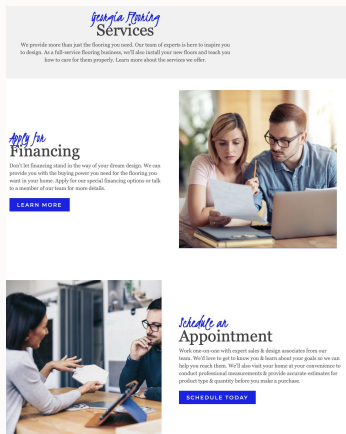 Georgia Flooring
Services
We provide more than just the flooring you need. Our team of experts is here to inspire you
to design. As a full-service flooring business, we'll also install your new floors and teach you
how to care for them properly. Learn more about the services we offer.
Apply for
Financing
Don't let financing stand in the way of your dream design. We can
provide you with the buying power you need for the flooring you
want in your home. Apply for our special financing options or talk
to a member of our team for more details.
LEARN MORE
Schedule an
Appointment
Work one-on-one with expert sales & design associates from our
team. We'd love to get to know you & learn about your goals so we can
help you reach them. We'll also visit your home at your convenience to
conduct professional measurements & provide accurate estimates for
product type & quantity before you make a purchase.
SCHEDULE TODAY